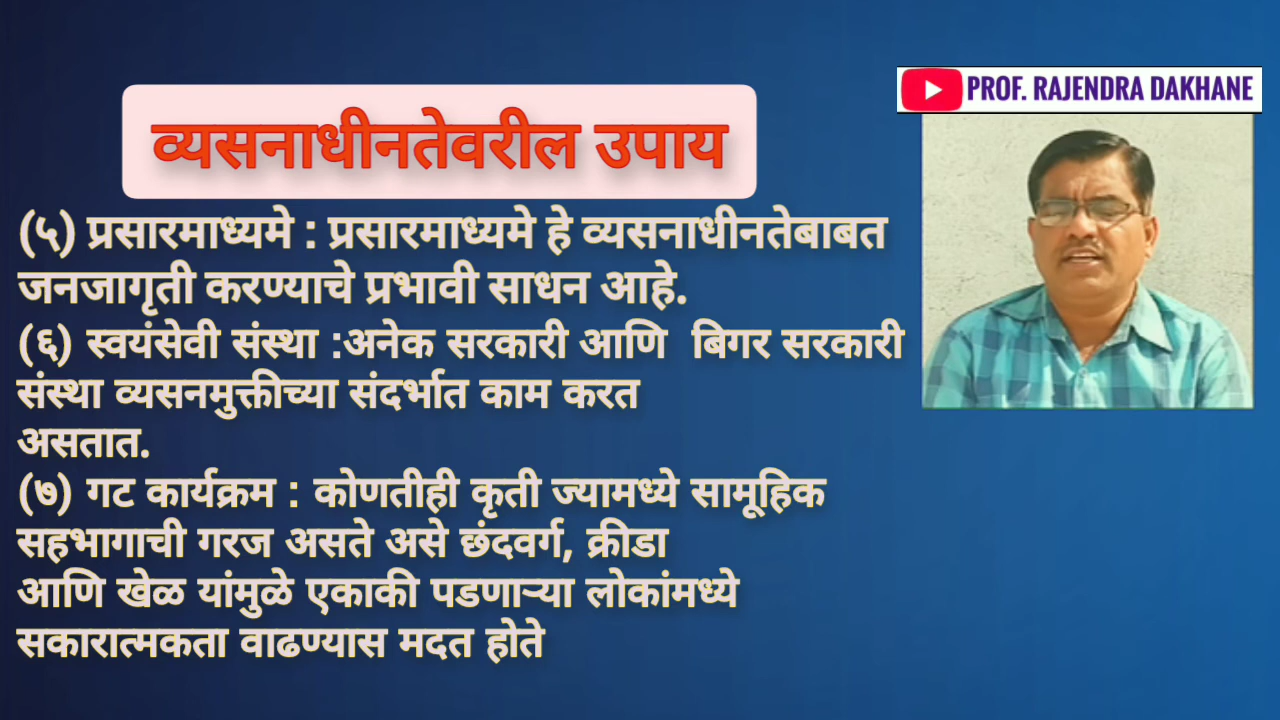 PROF. RAJENDRA DAKHANE
व्यसनाधीनतेवरील उपाय
(५) प्रसारमाध्यमे : प्रसारमाध्यमे हे व्यसनाधीनतेबाबत
जनजागृती करण्याचे प्रभावी साधन आहे.
(६) स्वयंसेवी संस्था :अनेक सरकारी आणि बिगर सरकारी
संस्था व्यसनमुक्तीच्या संदर्भात काम करत
असतात.
(७) गट कार्यक्रम : कोणतीही कृती ज्यामध्ये सामूहिक
सहभागाची गरज असते असे छंदवर्ग, क्रीडा
आणि खेळ यांमुळे एकाकी पडणाऱ्या लोकांमध्ये
सकारात्मकता वाढण्यास मदत होते